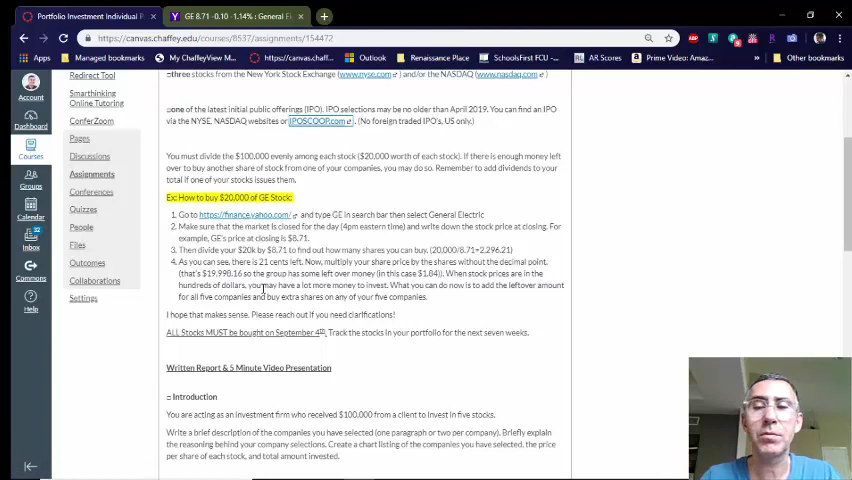 Portfolio Investment Individual P
GE 8.71 -0.10 -1.14% : General El
https://canvas.chaffey.edu/courses/8537/assignments/154472
Apps
Managed bookmarks
My ChaffeyView M
https://canvas.chaf
Outlook
Renaissance Place
SchoolsFirst FCU -
AR Scores
Prime Video: Amaz
Other bookmarks
Account
Dashboard
Courses
Groups
Calendar
32
Inbox
Commons
Help
Redirect Tool
Smarthinking
Online Tutoring
ConferZoom
Pages
Discussions
Assignments
Conferences
Quizzes
People
Files
Outcomes
Collaborations
Settings
three stocks from the New York Stock Exchange (www.nyse.com) and/or the NASDAQ (www.nasdaq.com)
one of the latest initial public offerings (IPO). IPO selections may be no older than April 2019. You can find an IPO
via the NYSE, NASDAQ websites or IPOSCOOP.com. (No foreign traded IPO's, US only.)
You must divide the $100,000 evenly among each stock ($20,000 worth of each stock). If there is enough money left
over to buy another share of stock from one of your companies, you may do so. Remember to add dividends to your
total if one of your stocks issues them.
Ex: How to buy $20,000 of GE Stock:
1. Go to https://finance.yahoo.com/ and type GE in search bar then select General Electric
2. Make sure that the market is closed for the day (4pm eastern time) and write down the stock price at closing. For
example, GE's price at closing is $8.71.
3. Then divide your $20k by $8.71 to find out how many shares you can buy. (20,000/8.71=2,296.21)
4. As you can see, there is 21 cents left. Now, multiply your share price by the shares without the decimal point.
(that's $19,998.16 so the group has some left over money (in this case $1.84)). When stock prices are in the
hundreds of dollars, you may have a lot more money to invest. What you can do now is to add the leftover amount
for all five companies and buy extra shares on any of your five companies.
I hope that makes sense. Please reach out if you need clarifications!
ALL Stocks MUST be bought on September 4th. Track the stocks in your portfolio for the next seven weeks.
Written Report & 5 Minute Video Presentation
Introduction
You are acting as an investment firm who received $100,000 from a client to invest in five stocks.
Write a brief description of the companies you have selected (one paragraph or two per company). Briefly explain
the reasoning behind your company selections. Create a chart listing of the companies you have selected, the price
per share of each stock, and total amount invested.